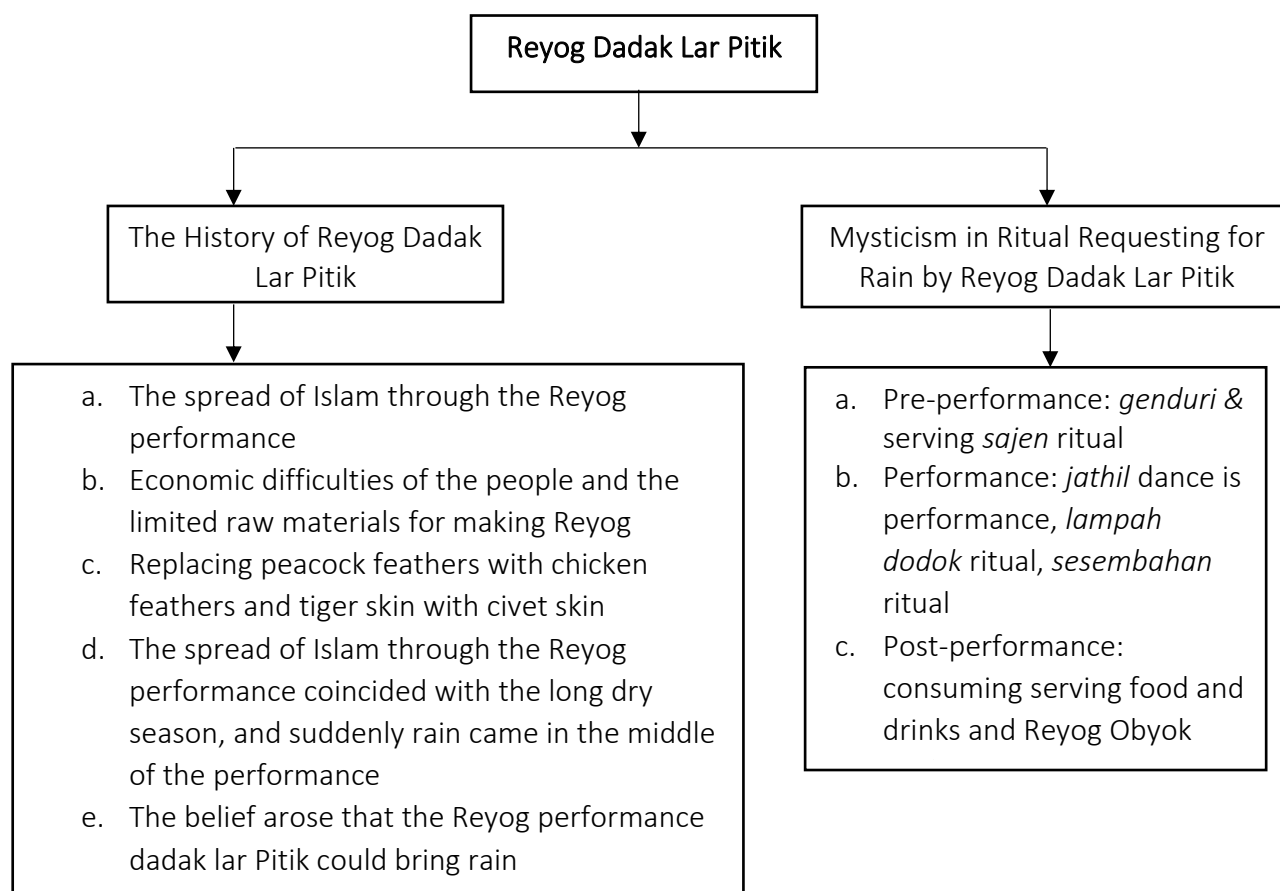 Reyog Dadak Lar Pitik
The History of Reyog Dadak
Lar Pitik
Mysticism in Ritual Requesting for
Rain by Reyog Dadak Lar Pitik
a. The spread of Islam through the Reyog
performance
b. Economic difficulties of the people and the
limited raw materials for making Reyog
c. Replacing peacock feathers with chicken
feathers and tiger skin with civet skin
d. The spread of Islam through the Reyog
performance coincided with the long dry
season, and suddenly rain came in the middle
of the performance
e. The belief arose that the Reyog performance
dadak lar Pitik could bring rain
a. Pre-performance: genduri &
serving sajen ritual
b. Performance: jathil dance is
performance, lampah
dodok ritual, sesembahan
ritual
c. Post-performance:
consuming serving food and
drinks and Reyog Obyok